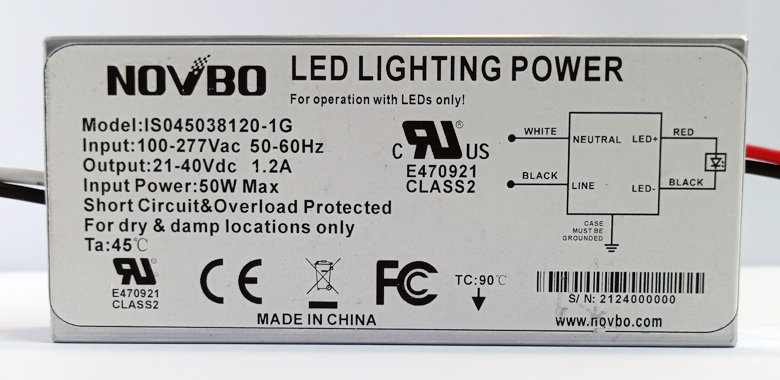 NOVBO
LED LIGHTING POWER
For operation with LEDs only!
Model:IS045038120-1G
Input:100-277Vac 50-60Hz
Output:21-40Vdc 1.2A
Input Power:50W Max
Short Circuit&Overload Protected
For dry & damp locations only
Ta:45℃
C RU ® US
E470921
CLASS2
WHITE
BLACK
NEUTRAL
LINE
LED+
LED-
RED
BLACK
CASE
MUST BE
GROUNDED
RU
E470921
CLASS2
CE
FC
TC:90℃
S/N: 2124000000
MADE IN CHINA
www.novbo.com